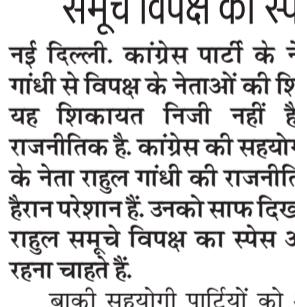 समूचे विपक्ष का स्प
नई दिल्ली. कांग्रेस पार्टी के ने
गांधी से विपक्ष के नेताओं की शि
यह शिकायत निजी नहीं है
राजनीतिक है. कांग्रेस की सहयो
के नेता राहुल गांधी की राजनीति
हैरान परेशान हैं. उनको साफ दिख
राहुल समूचे विपक्ष का स्पेस अ
रहना चाहते हैं.
बाकी सहयोगी पार्टियों को